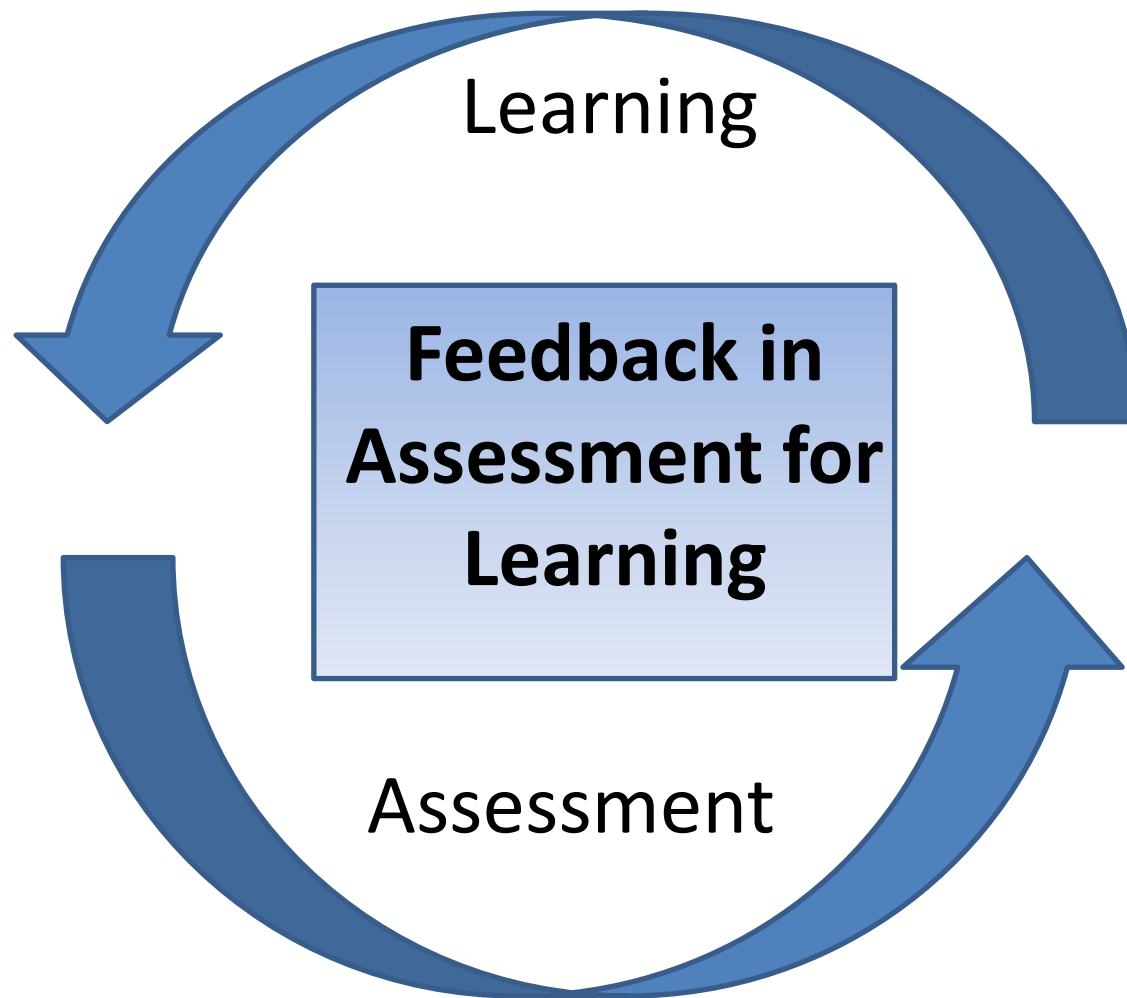 Learning
Feedback in
Assessment for
Learning
Assessment